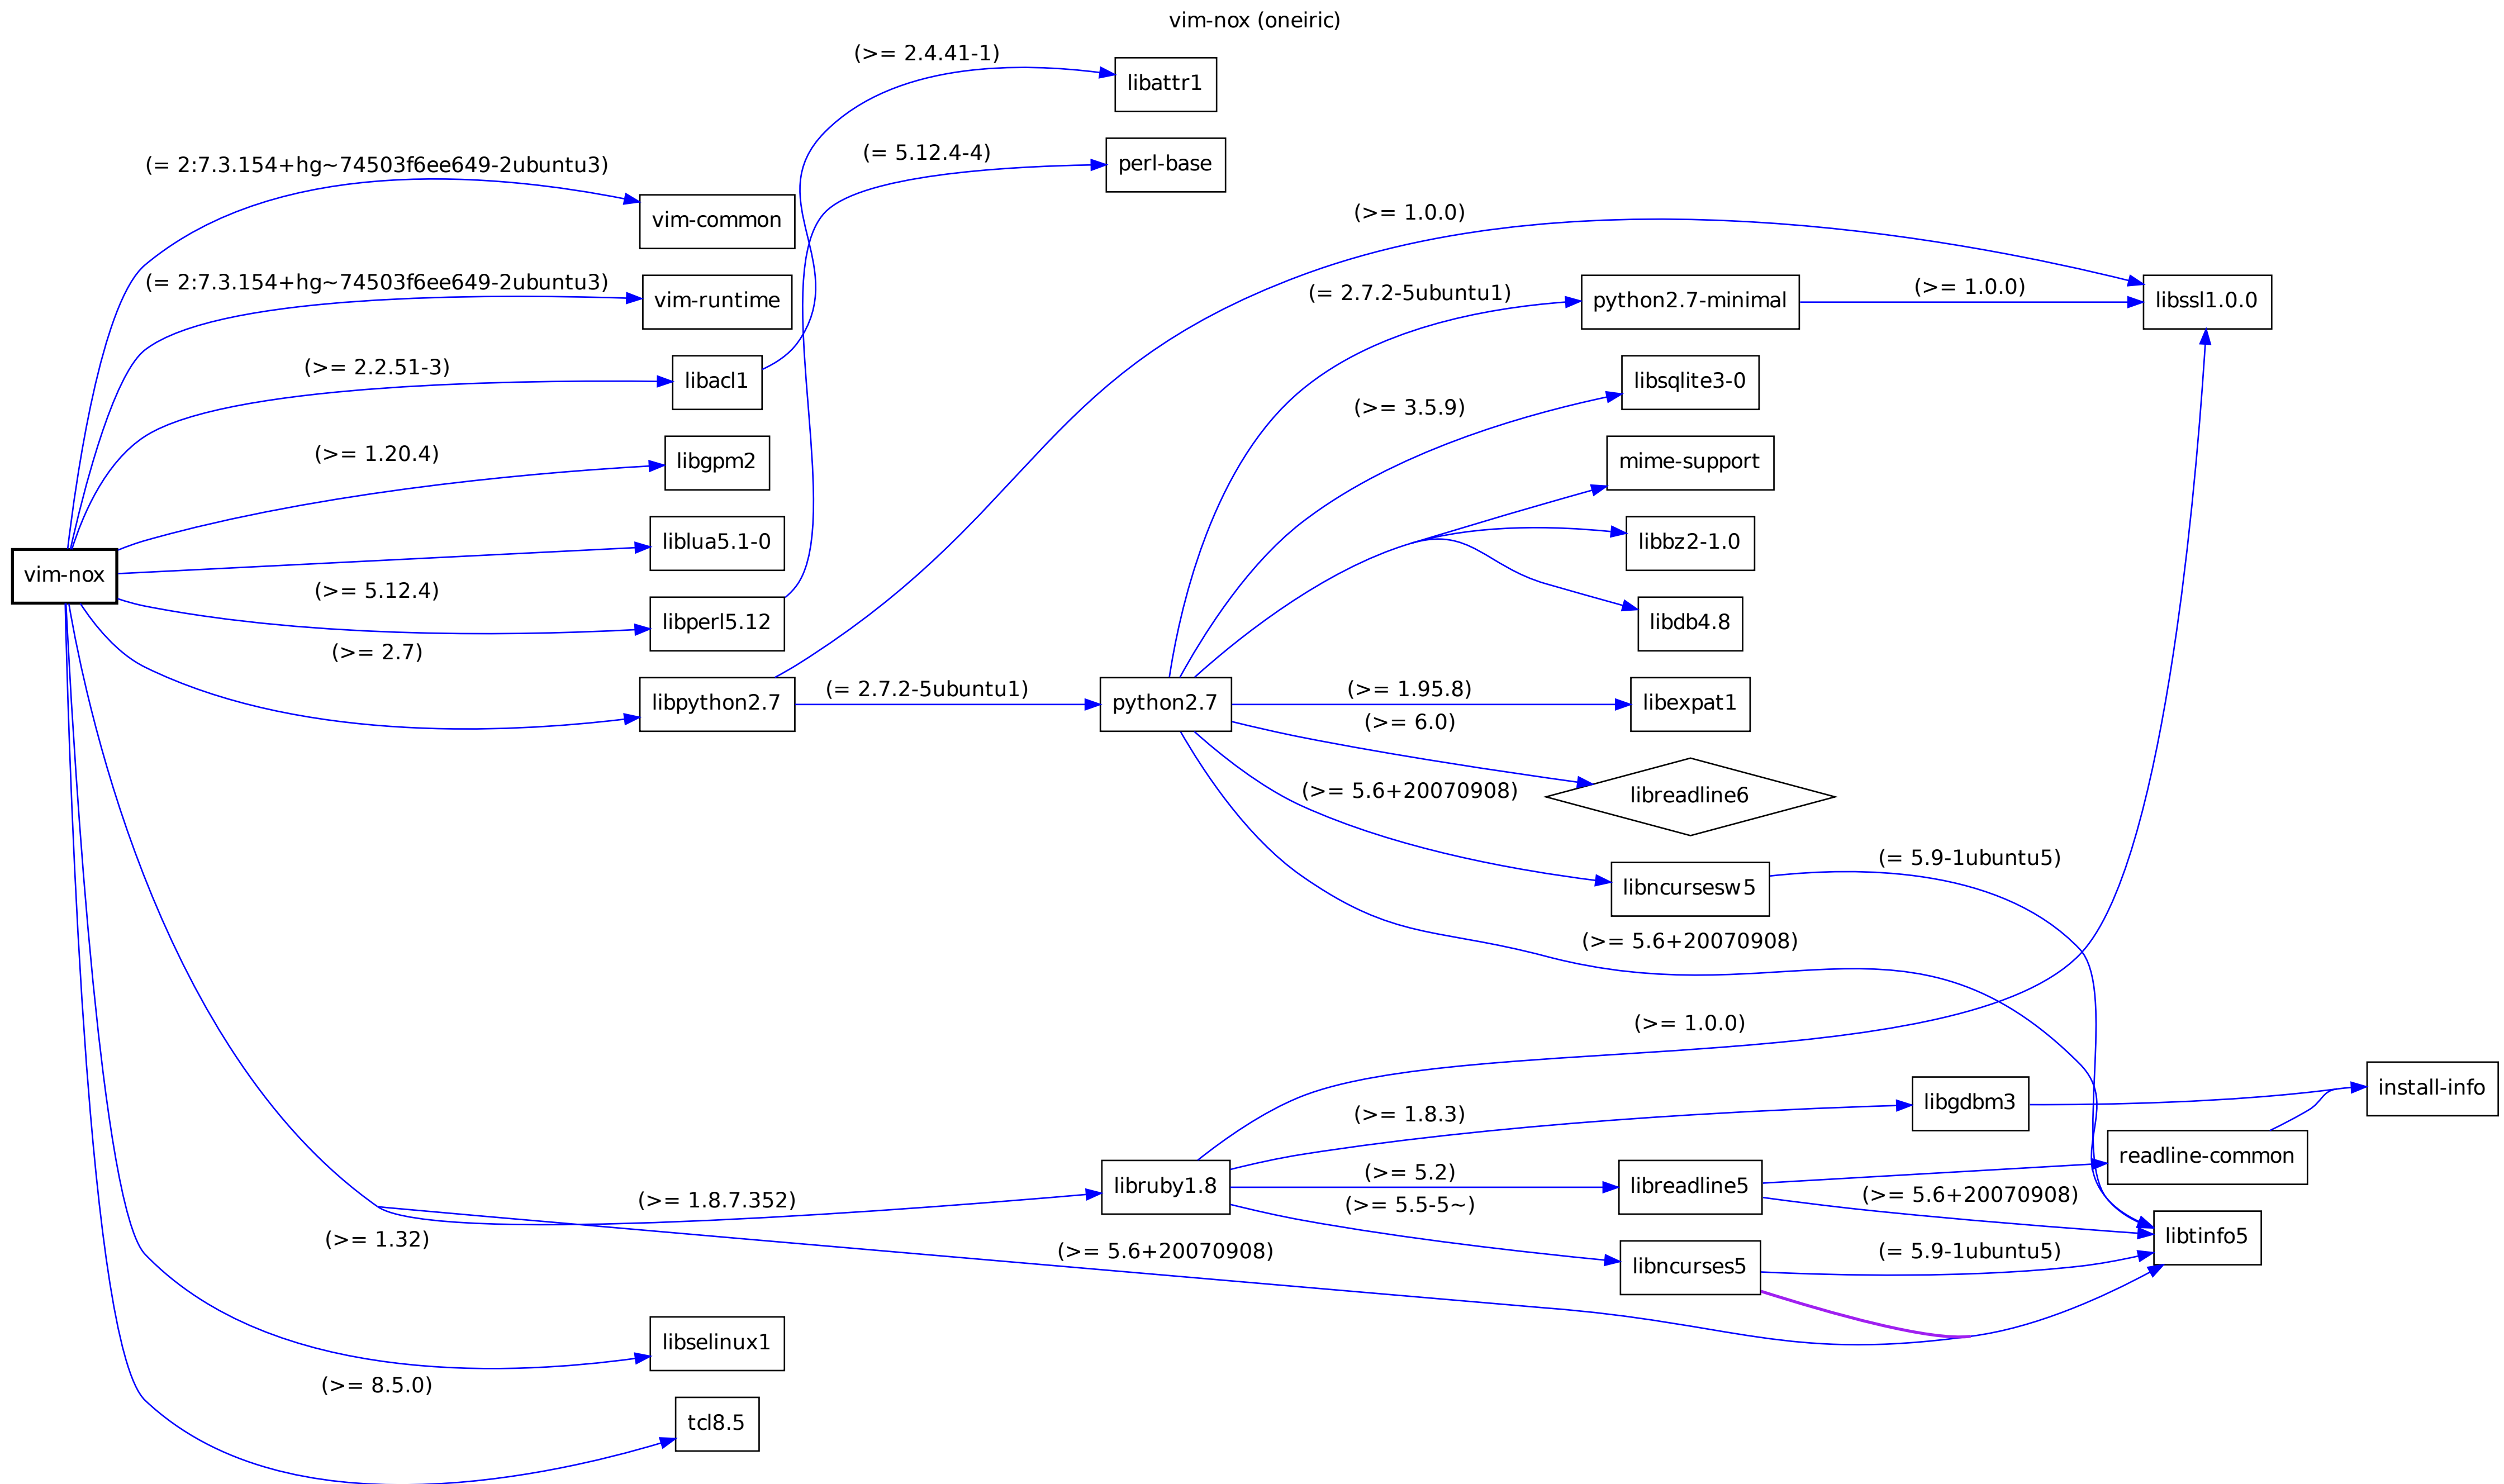 vim-nox (oneiric)
(>= 2.4.41-1)
libattr1
(= 5.12.4-4)
perl-base
(= 2:7.3.154+hg~74503f6ee649-2ubuntu3)
vim-common
(>= 1.0.0)
(= 2:7.3.154+hg~74503f6ee649-2ubuntu3)
vim-runtime
(= 2.7.2-5ubuntu1)
python2.7-minimal
(>= 1.0.0)
libssl1.0.0
(>= 2.2.51-3)
libacl1
libsqlite3-0
(>= 3.5.9)
(>= 1.20.4)
libgpm2
mime-support
vim-nox
liblua5.1-0
libbz2-1.0
(>= 5.12.4)
libperl5.12
libdb4.8
(>= 2.7)
libpython2.7
(= 2.7.2-5ubuntu1)
python2.7
(>= 1.95.8)
libexpat1
(>= 6.0)
libreadline6
(>= 5.6+20070908)
libncursesw5
(= 5.9-1ubuntu5)
(>= 5.6+20070908)
(>= 1.0.0)
(>= 1.8.3)
libgdbm3
install-info
readline-common
(>= 1.8.7.352)
libruby1.8
(>= 5.2)
libreadline5
(>= 5.6+20070908)
(>= 5.5-5~)
libtinfo5
(>= 1.32)
(>= 5.6+20070908)
libncurses5
(= 5.9-1ubuntu5)
libselinux1
(>= 8.5.0)
tcl8.5